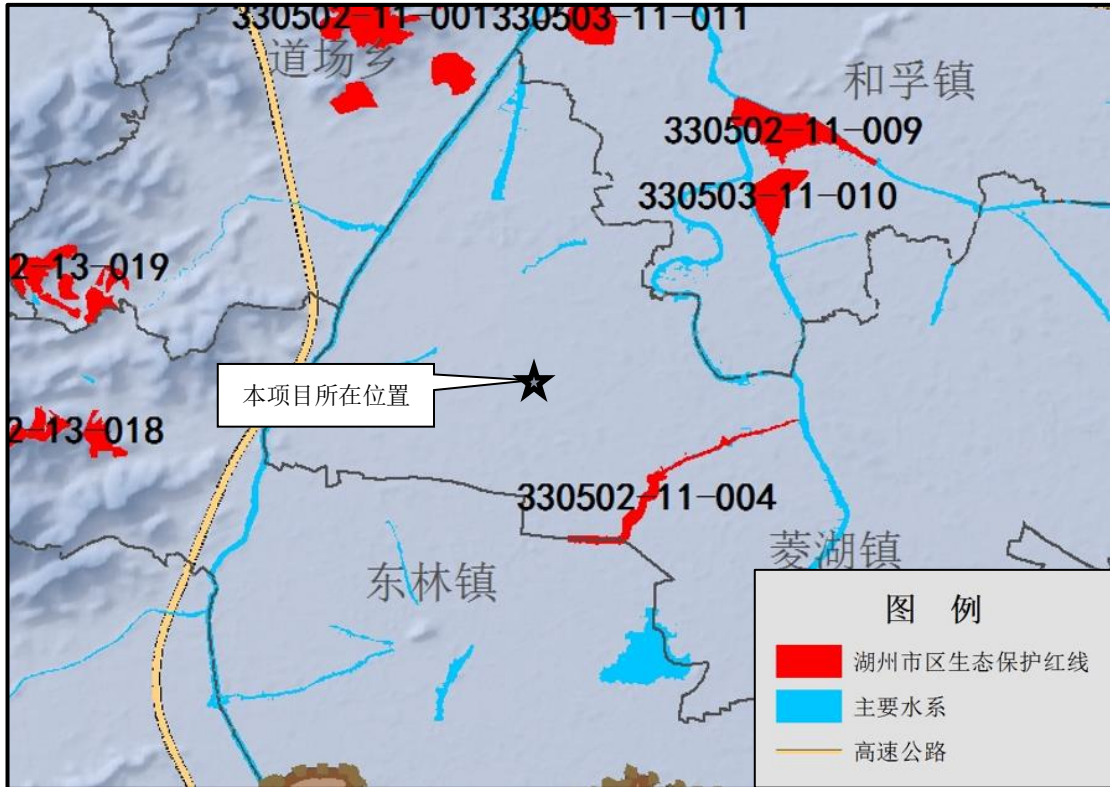 330502-11-001
330503-11-011
道场乡
和孚镇
330502-11-009
330503-11-010
2-13-019
本项目所在位置
2-13-018
330502-11-004
菱湖镇
东林镇
图 例
湖州市区生态保护红线
主要水系
高速公路